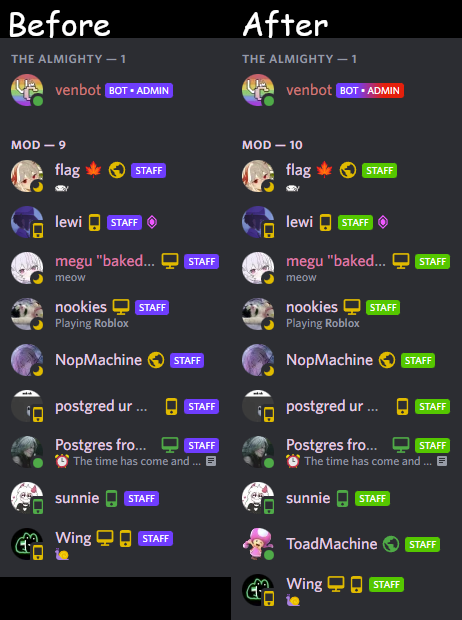 Before
THE ALMIGHTY — 1
venbot BOT • ADMIN
MOD — 9
flag STAFF
lewi STAFF
megu "baked... STAFF
meow
nookies STAFF
Playing Roblox
NopMachine STAFF
postgred ur ... STAFF
Postgres fro... STAFF
The time has come and ...
sunnie STAFF
Wing STAFF
After
THE ALMIGHTY — 1
venbot BOT • ADMIN
MOD — 10
flag STAFF
lewi STAFF
megu "baked... STAFF
meow
nookies STAFF
Playing Roblox
NopMachine STAFF
postgred ur ... STAFF
Postgres fro... STAFF
The time has come and ...
sunnie STAFF
ToadMachine STAFF
Wing STAFF